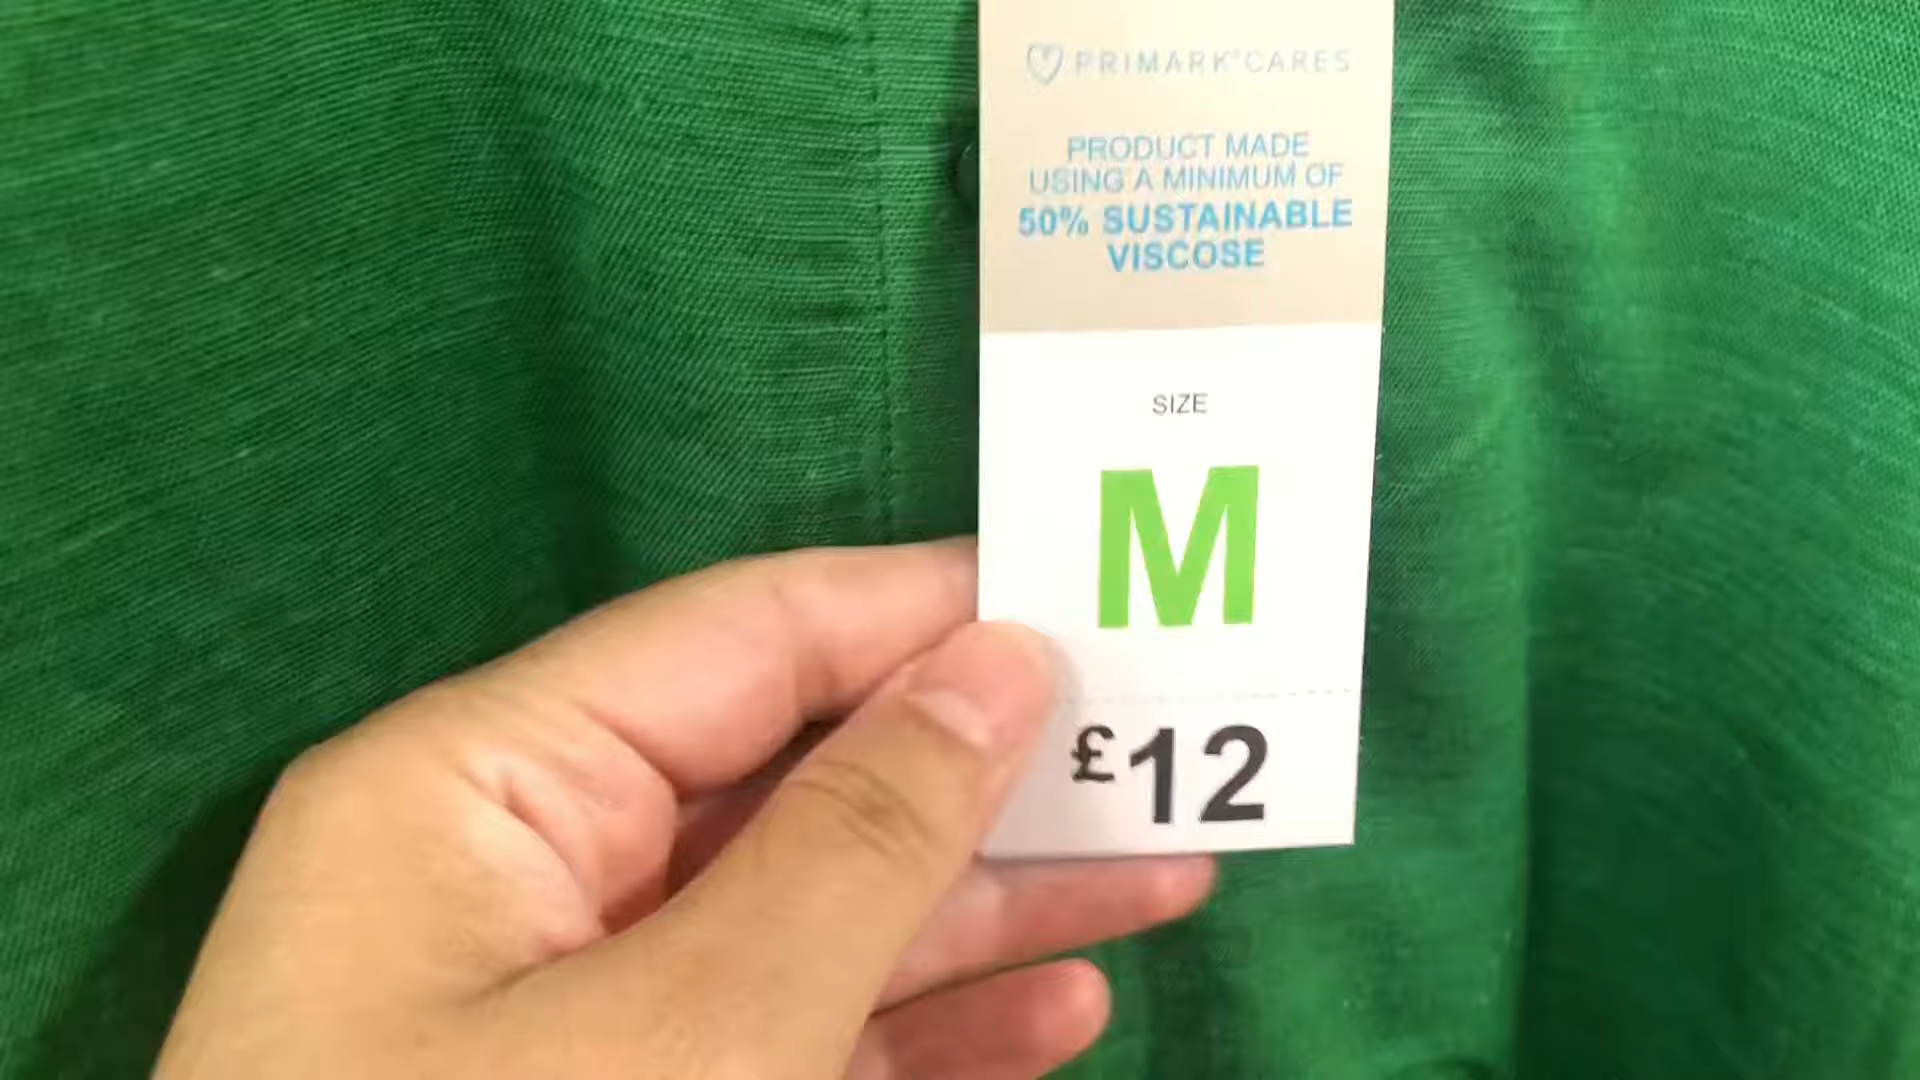 PRIMARK®CARES
PRODUCT MADE
USING A MINIMUM OF
50% SUSTAINABLE
VISCOSE
SIZE
M
£12